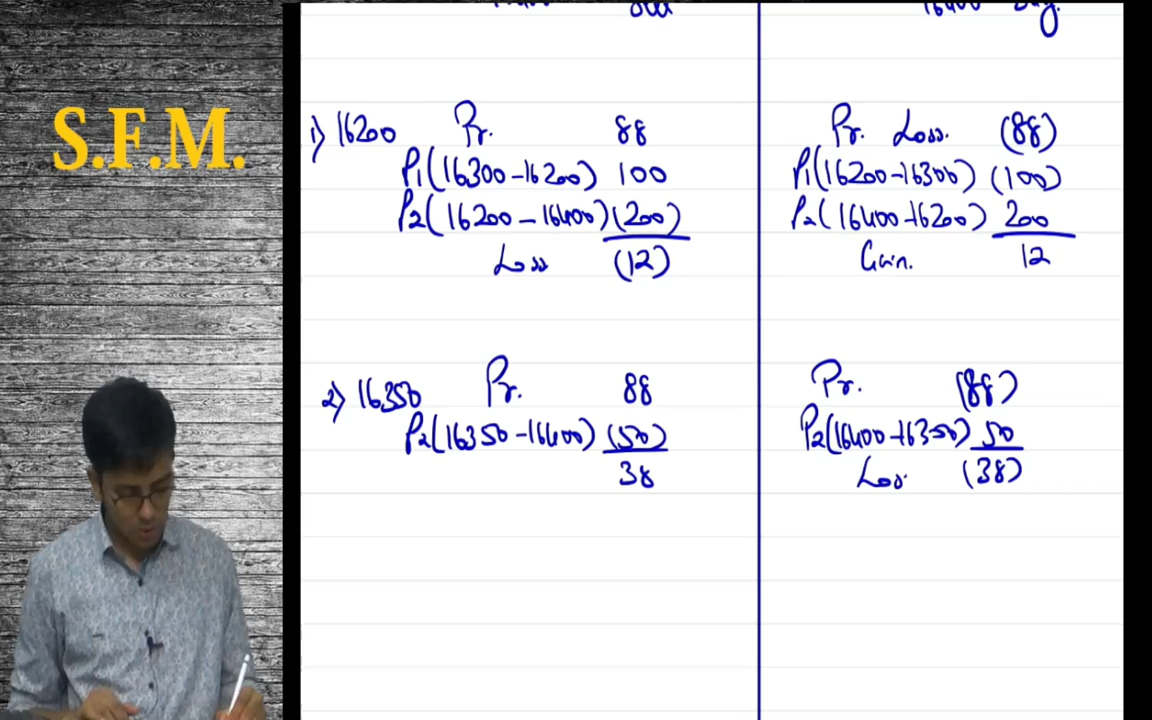 S.F.M.
1) 16200 Pr. 88
P1(16300-16200) 100
P2(16200-16400) (200)
Loss (12)
Pr. Loss. (88)
P1(16200-16300) (100)
P2(16400-16200) 200
Gain. 12
2) 16350 Pr. 88
P2(16350-16400) (50)
38
Pr. (88)
P2(16400-16350) 50
Loss. (38)